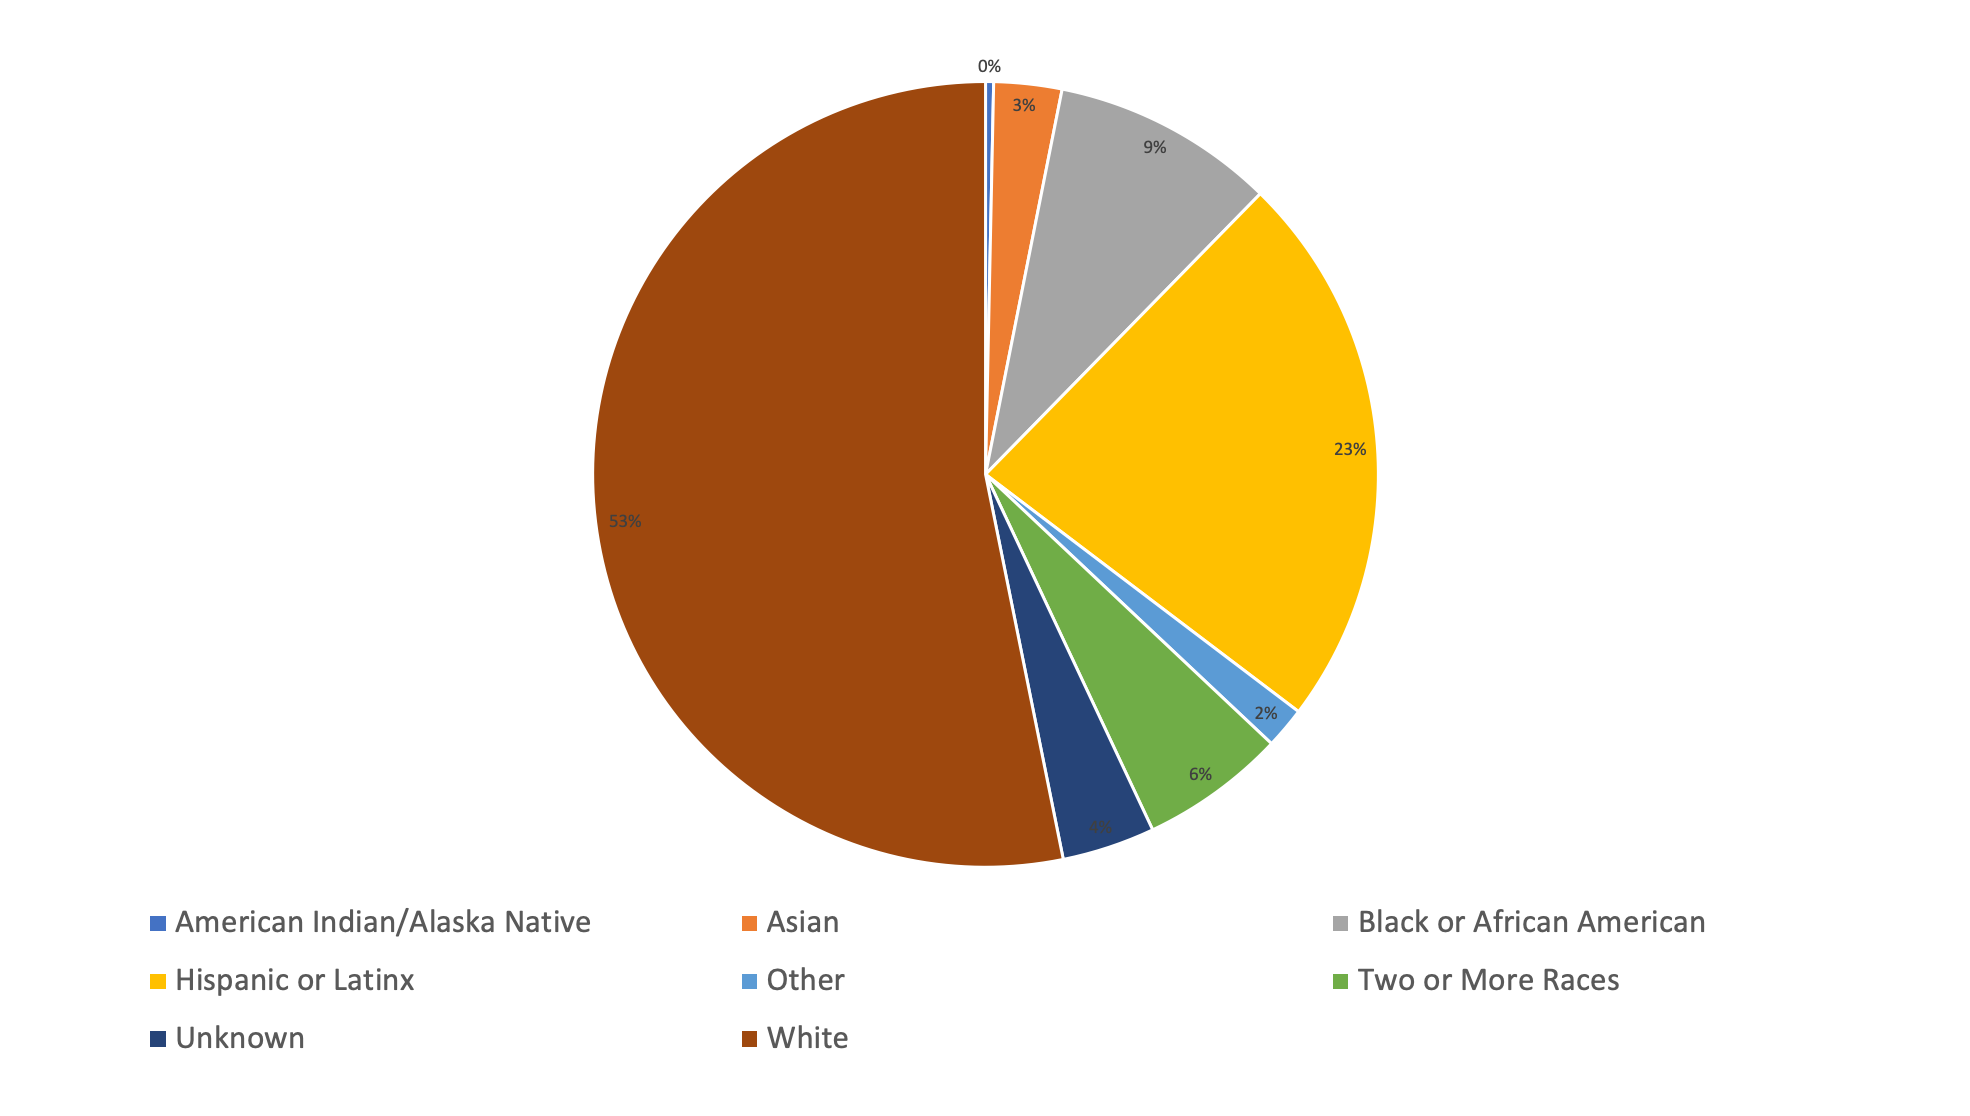 0%
3%
9%
23%
53%
2%
6%
4%
American Indian/Alaska Native
Asian
Black or African American
Hispanic or Latinx
Other
Two or More Races
Unknown
White